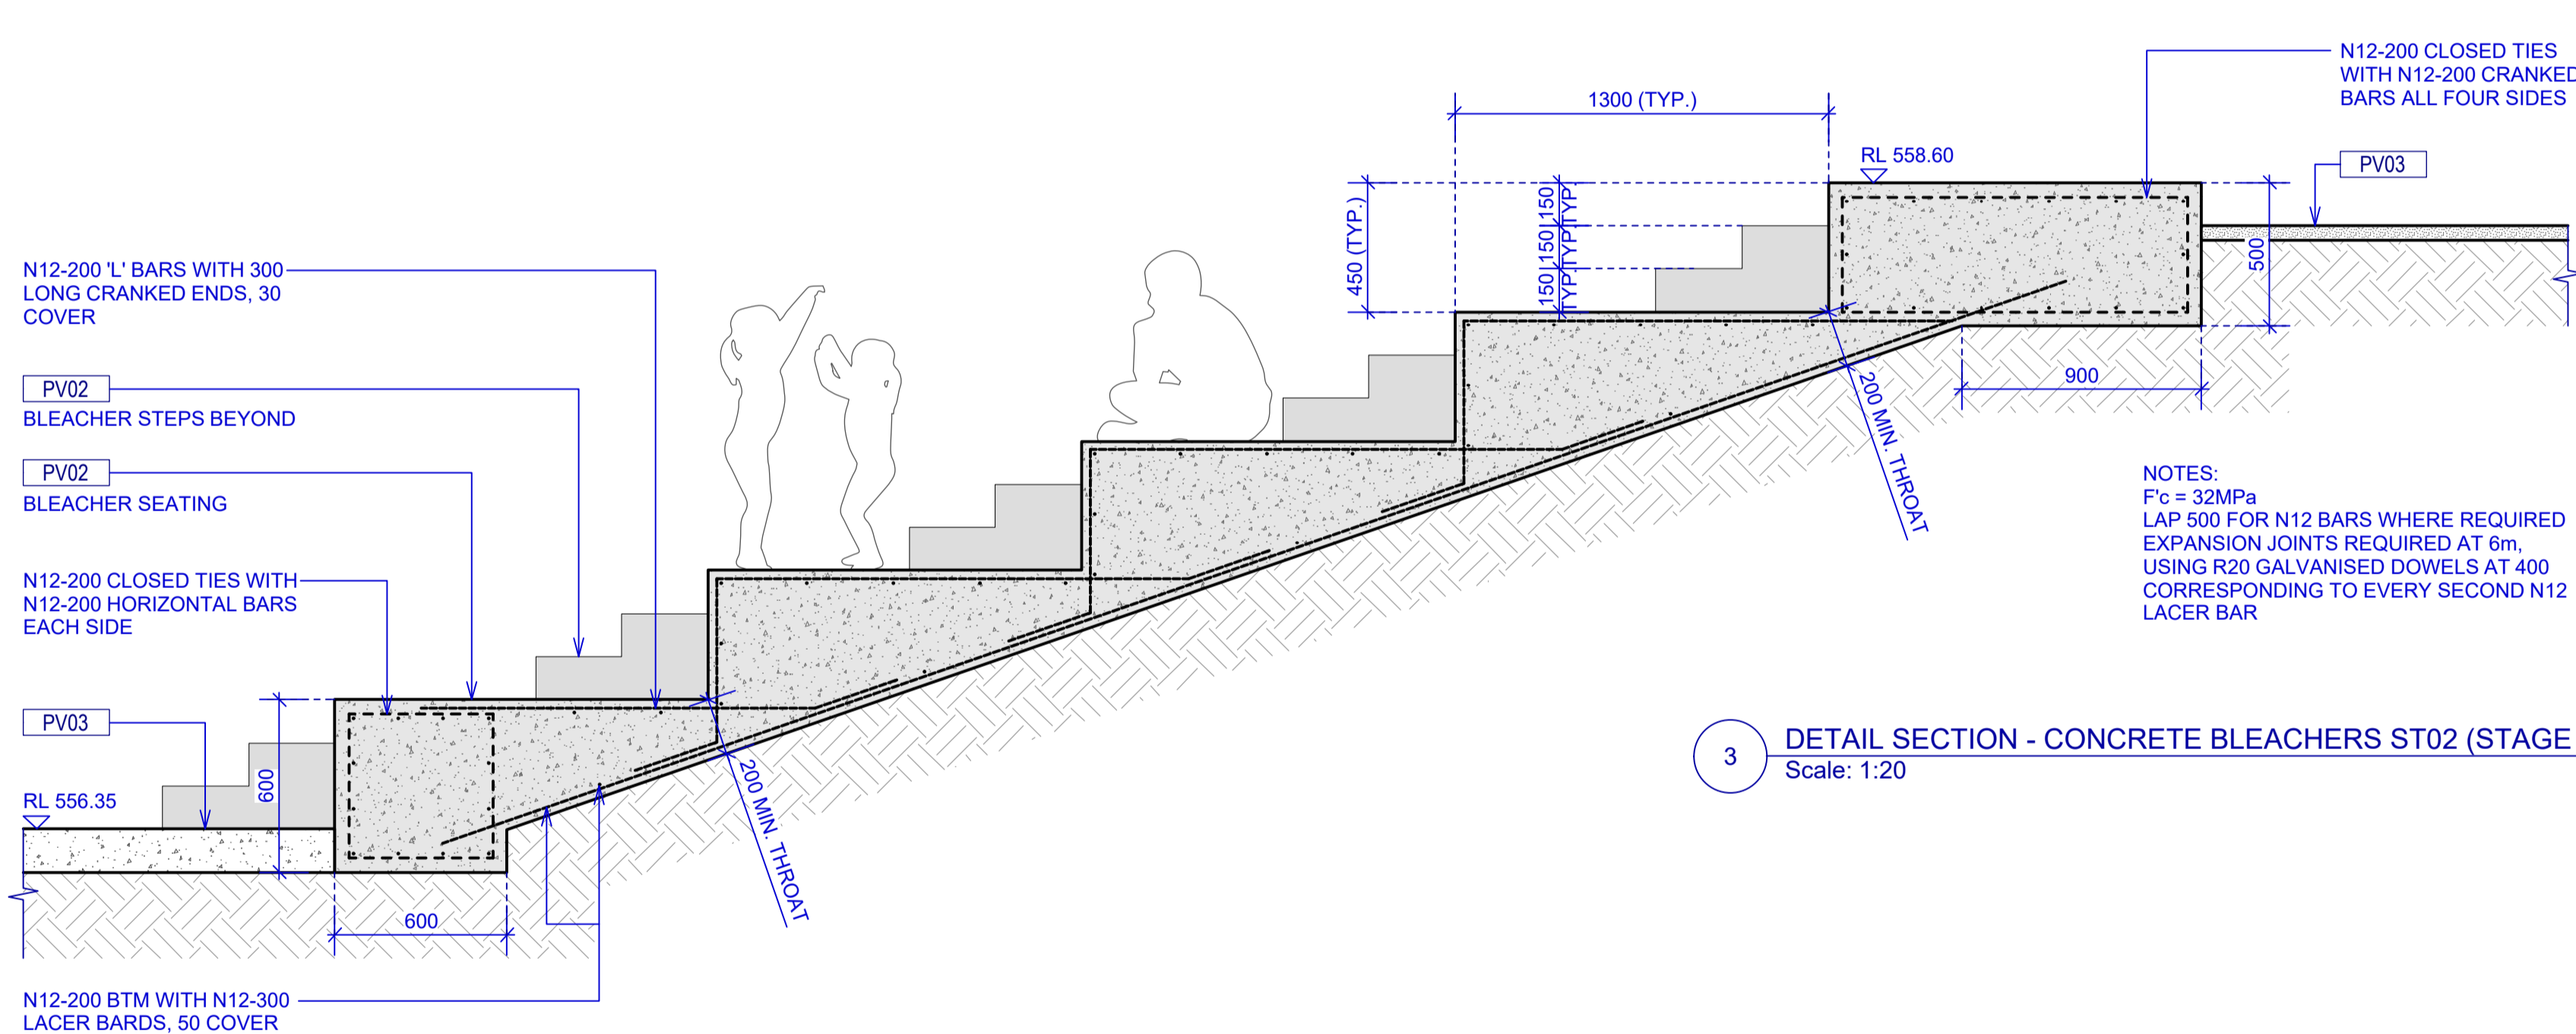 N12-200 CLOSED TIES
WITH N12-200 CRANKED
BARS ALL FOUR SIDES
1300 (TYP.)
RL 558.60
PV03
450 (TYP.)
150 TYP.
150 TYP.
150 TYP.
500
900
200 MIN. THROAT
N12-200 'L' BARS WITH 300
LONG CRANKED ENDS, 30
COVER
PV02
BLEACHER STEPS BEYOND
PV02
BLEACHER SEATING
N12-200 CLOSED TIES WITH
N12-200 HORIZONTAL BARS
EACH SIDE
PV03
RL 556.35
600
600
200 MIN. THROAT
N12-200 BTM WITH N12-300
LACER BARDS, 50 COVER
NOTES:
F'c = 32MPa
LAP 500 FOR N12 BARS WHERE REQUIRED
EXPANSION JOINTS REQUIRED AT 6m,
USING R20 GALVANISED DOWELS AT 400
CORRESPONDING TO EVERY SECOND N12
LACER BAR
3
DETAIL SECTION - CONCRETE BLEACHERS ST02 (STAGE
Scale: 1:20